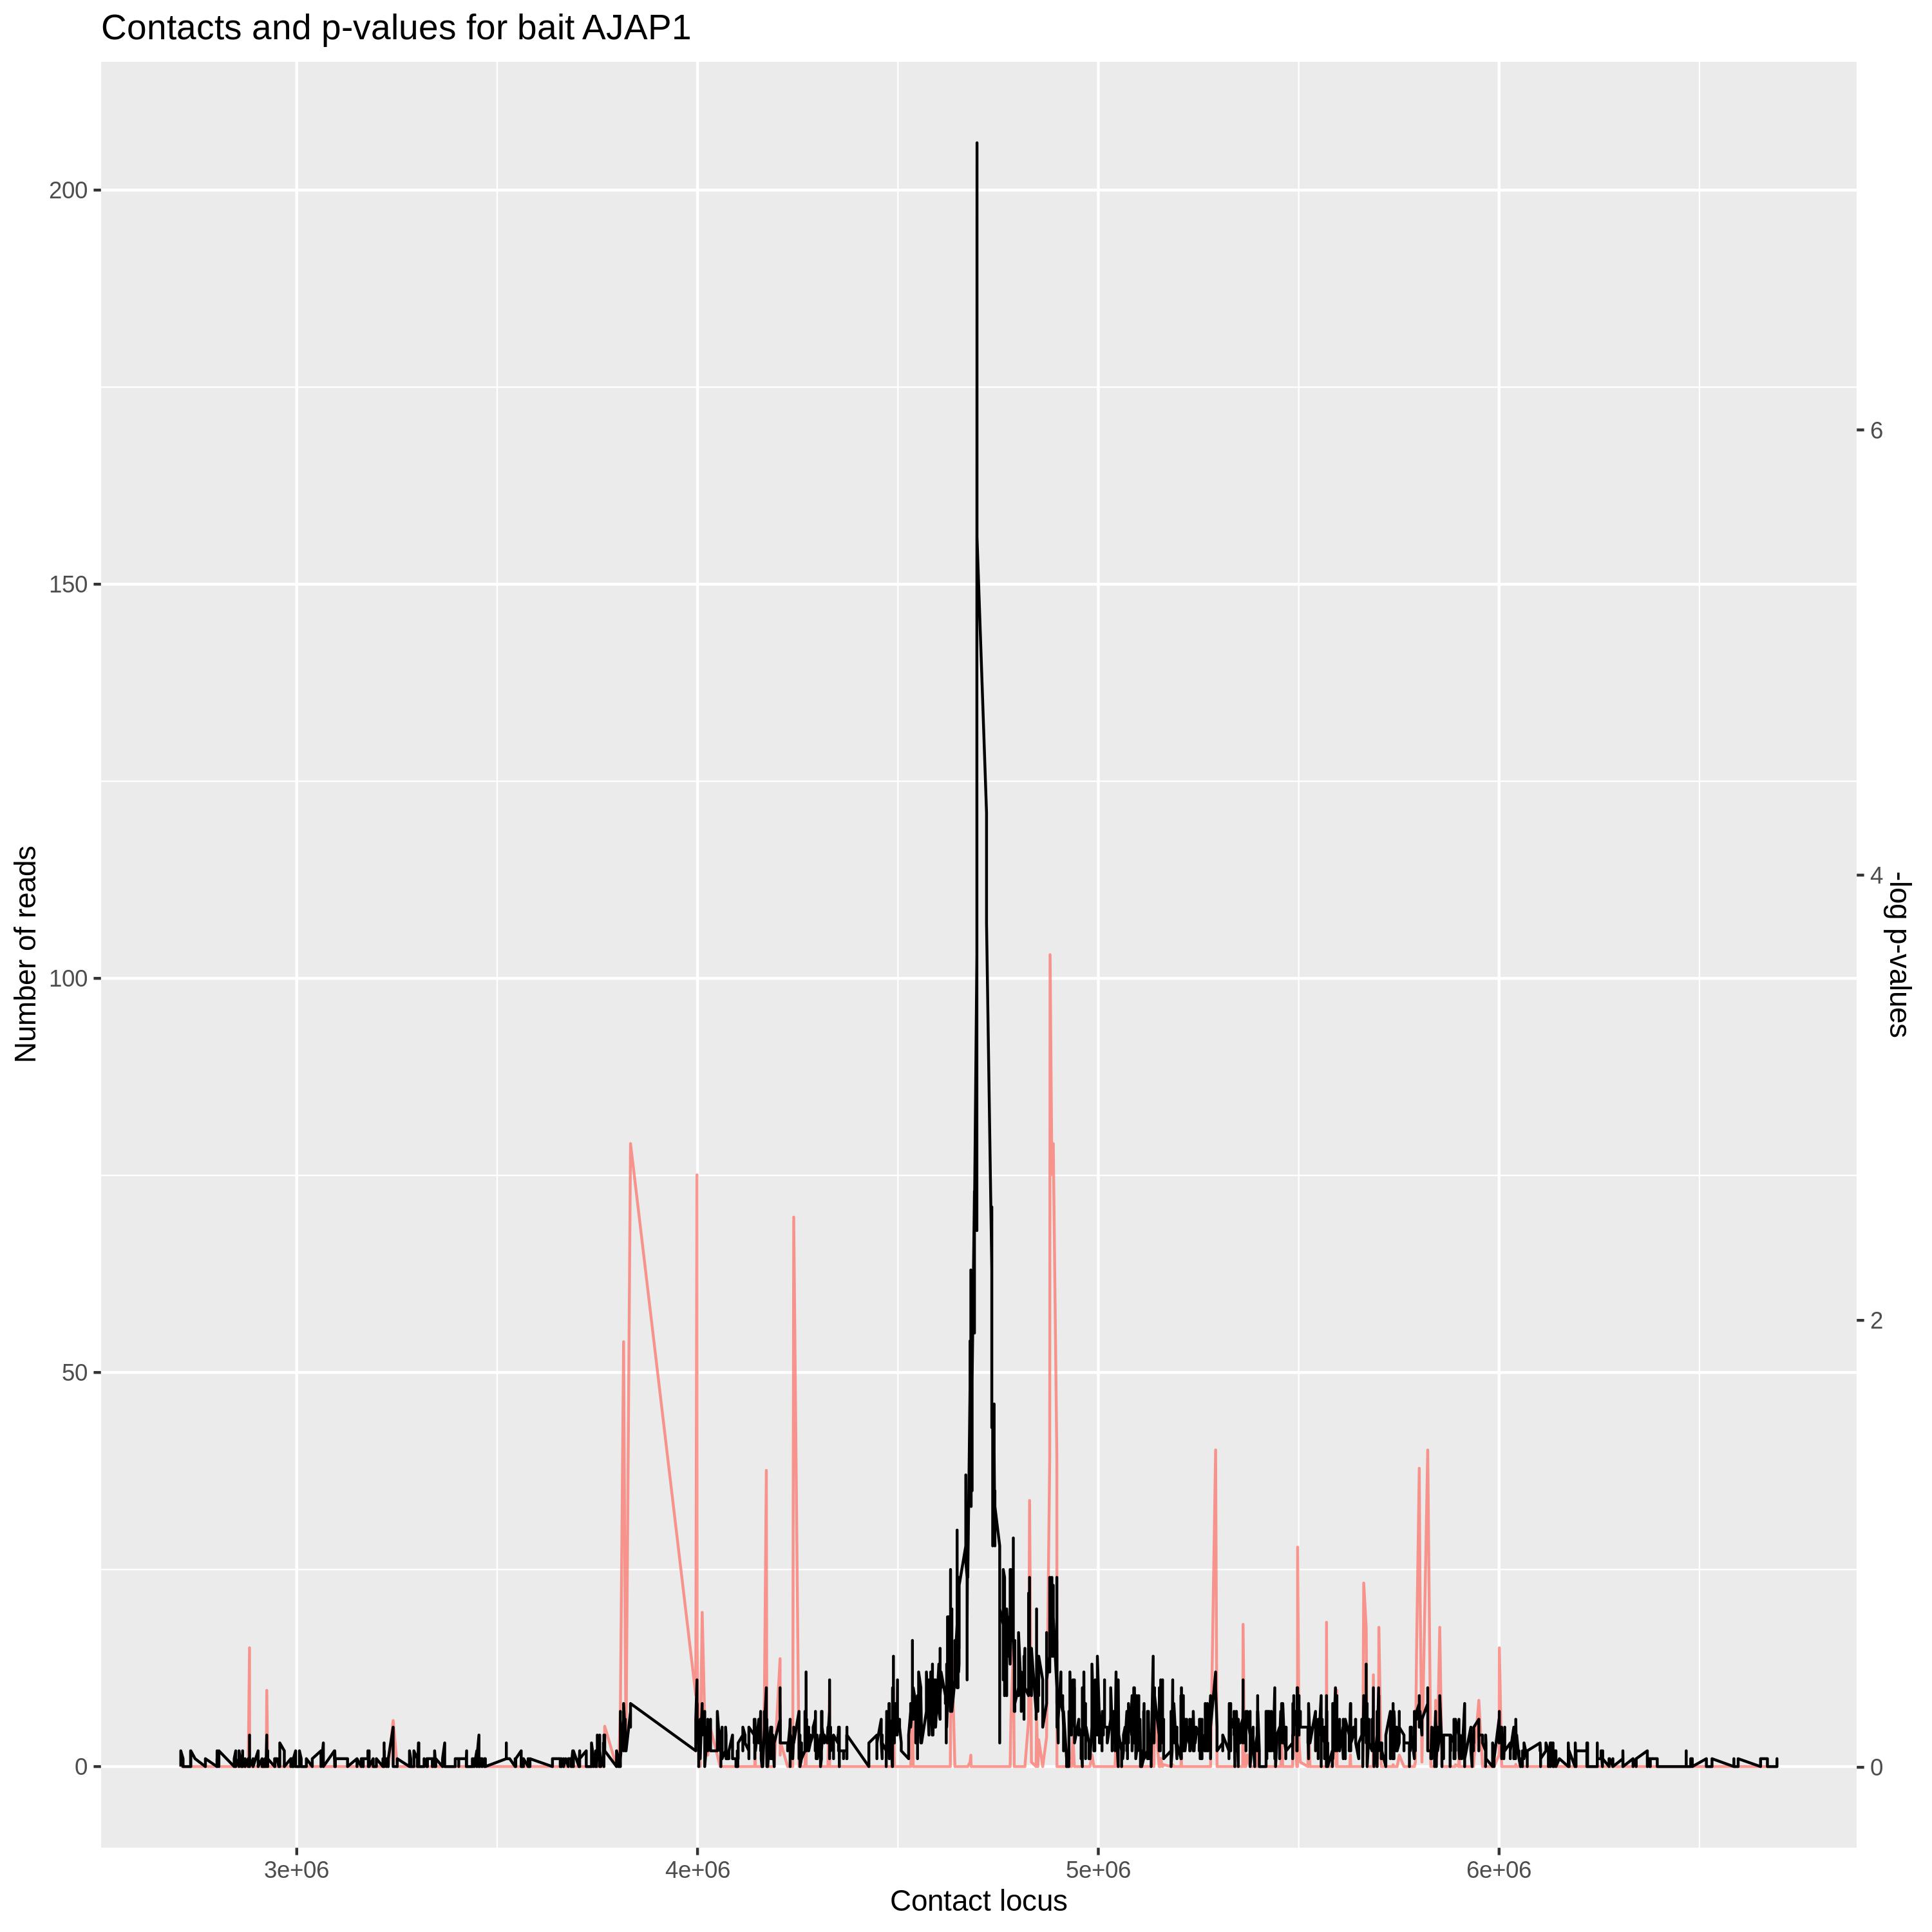 Contacts and p-values for bait AJAP1
200
150
100
50
0
Number of reads
6
4
2
0
-log p-values
3e+06
4e+06
5e+06
6e+06
Contact locus